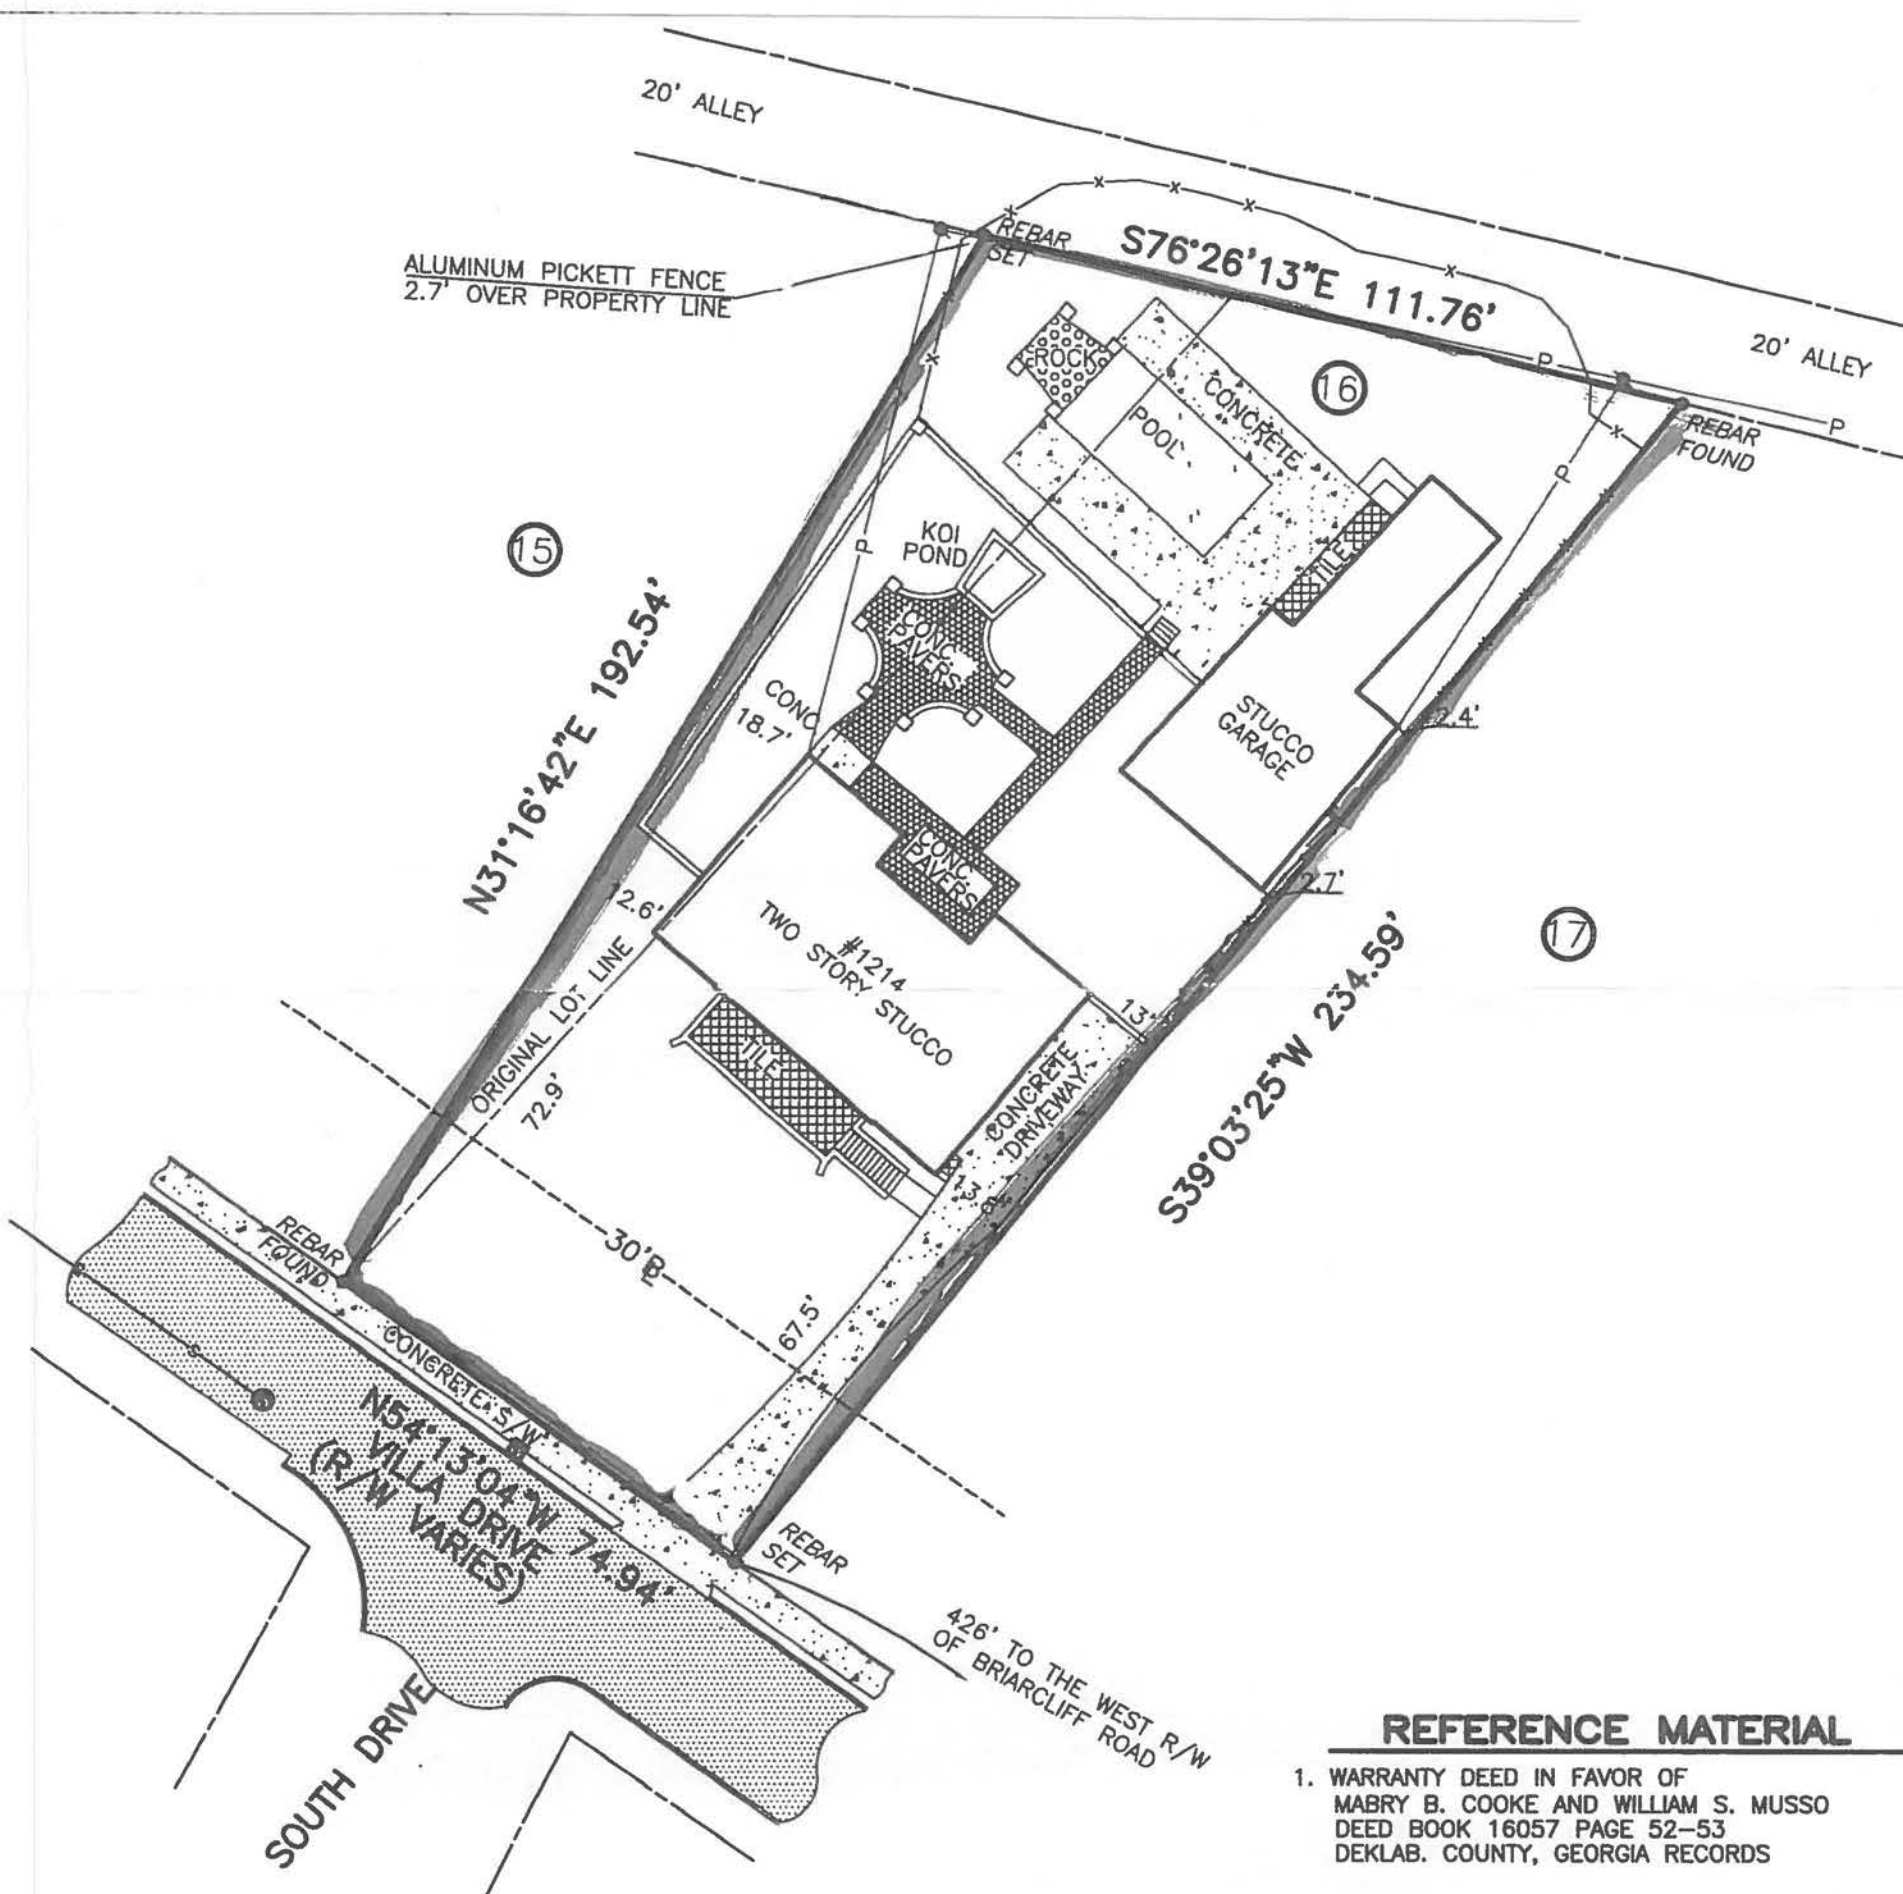 20' ALLEY
REBAR
SET
S76°26'13"E 111.76'
ALUMINUM PICKETT FENCE
2.7' OVER PROPERTY LINE
20' ALLEY
ROCK
16
CONCRETE
POOL
P
P
REBAR
FOUND
P
15
KOI
POND
P
TILE
CONC.
PAVERS
N31°16'42"E 192.54'
CONC
18.7'
STUCCO
GARAGE
2.4'
CONC.
PAVERS
2.7'
12.6'
17
TWO STORY STUCCO
#1214
ORIGINAL LOT LINE
72.9'
13'
TILE
CONCRETE
DRIVEWAY
S39°03'25"W 234.59'
REBAR
FOUND
30' BL
67.5'
CONCRETE S/W
S
N54°13'04"W 74.94'
VILLA DRIVE
(R/W VARIES)
REBAR
SET
426' TO THE WEST R/W
OF BRIARCLIFF ROAD
SOUTH DRIVE
REFERENCE MATERIAL
1. WARRANTY DEED IN FAVOR OF
MABRY B. COOKE AND WILLIAM S. MUSSO
DEED BOOK 16057 PAGE 52-53
DEKLAB. COUNTY, GEORGIA RECORDS